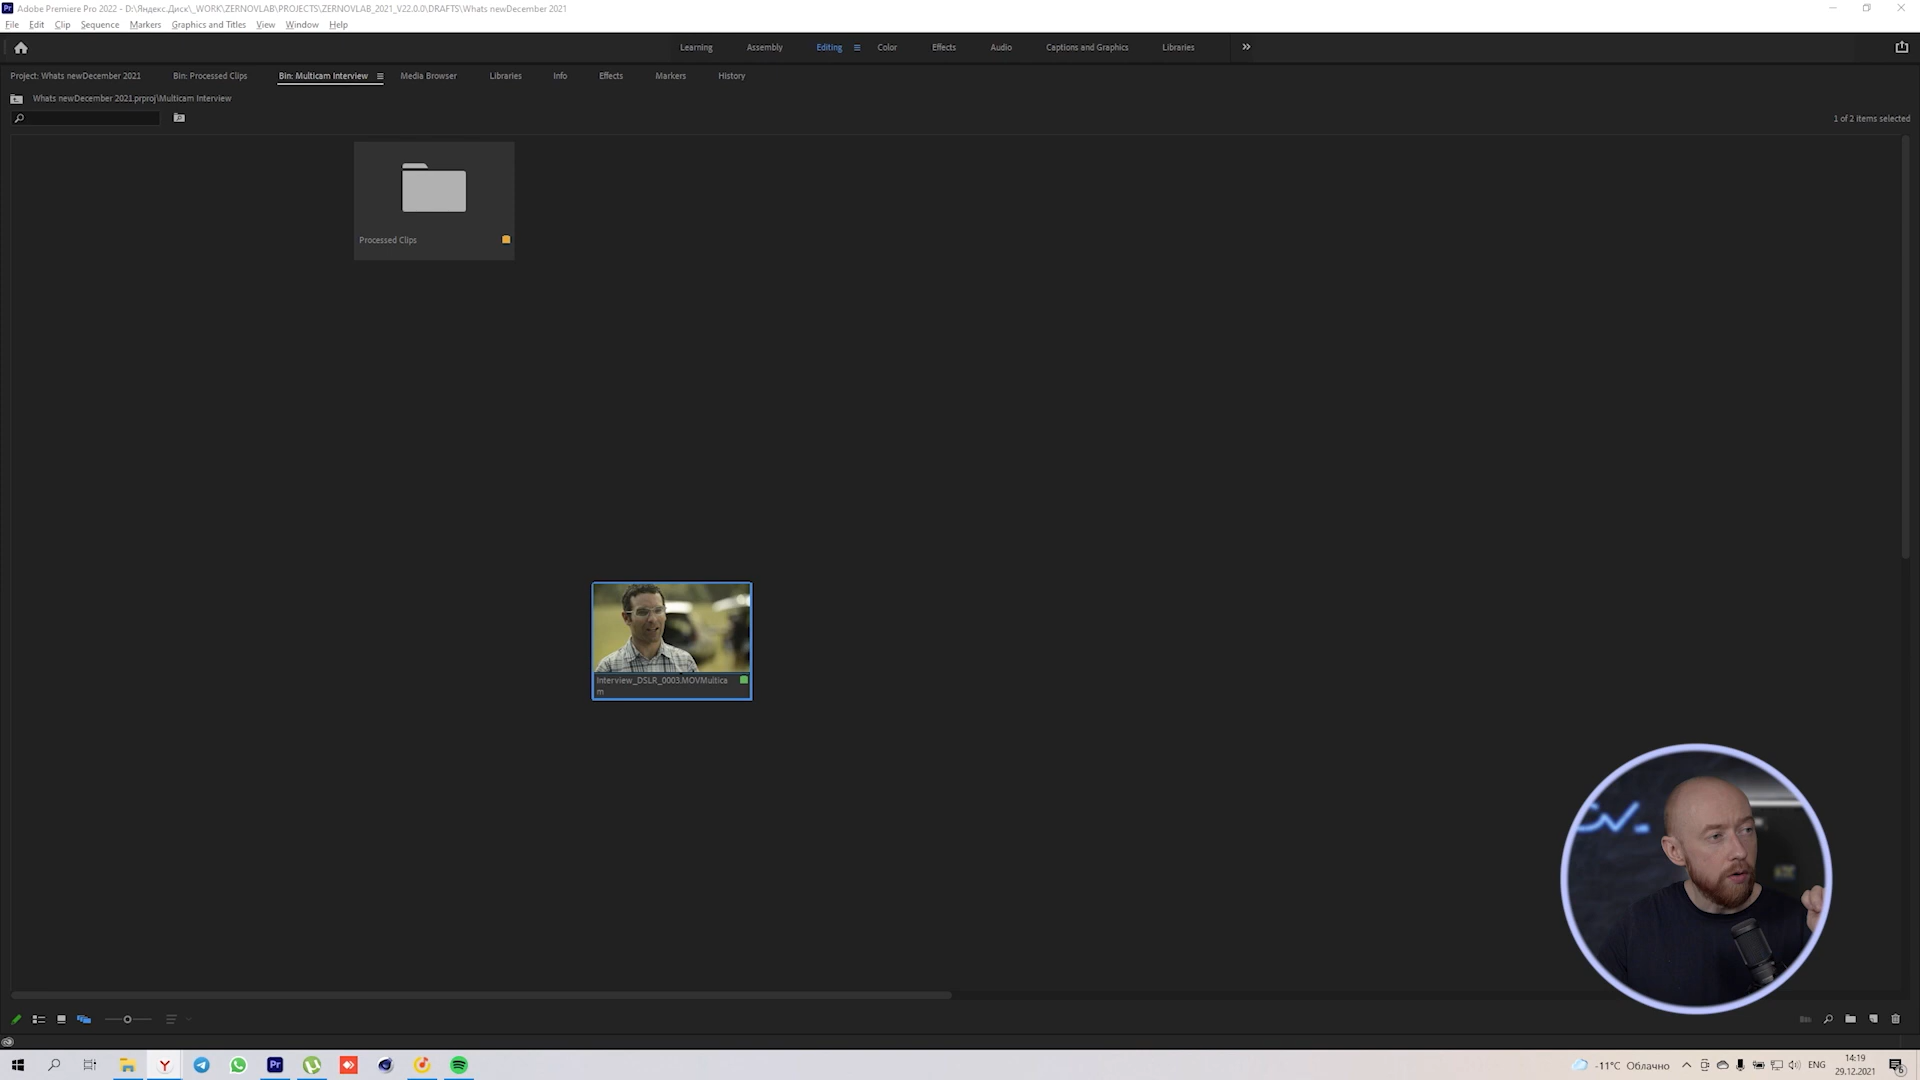 Adobe Premiere Pro 2022 - D:\Яндекс.Диск\_WORK\ZERNOVLAB\PROJECTS\ZERNOVLAB_2021_V22.0.0\DRAFTS\Whats newDecember 2021
File Edit Clip Sequence Markers Graphics and Titles View Window Help
Learning Assembly Editing Color Effects Audio Captions and Graphics Libraries
Project: Whats newDecember 2021 Bin: Processed Clips Bin: Multicam Interview Media Browser Libraries Info Effects Markers History
Whats newDecember 2021.prproj\Multicam Interview
1 of 2 items selected
Processed Clips
Interview_DSLR_0003.MOVMultica
m
-11°C Облачно ENG 14:19
29.12.2021